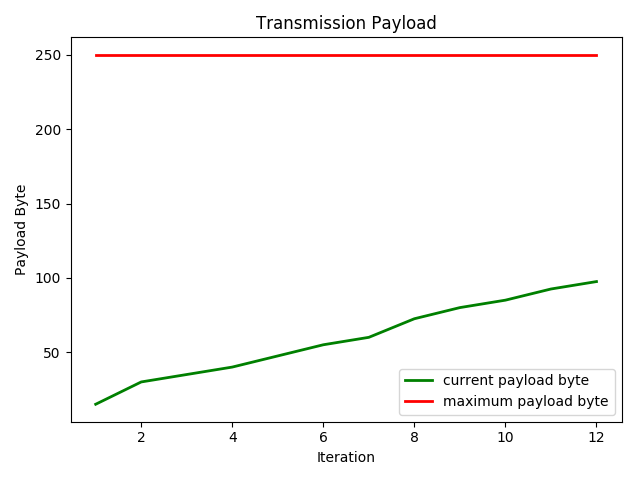 Transmission Payload
Payload Byte
250
200
150
100
50
2
4
6
8
10
12
Iteration
current payload byte
maximum payload byte